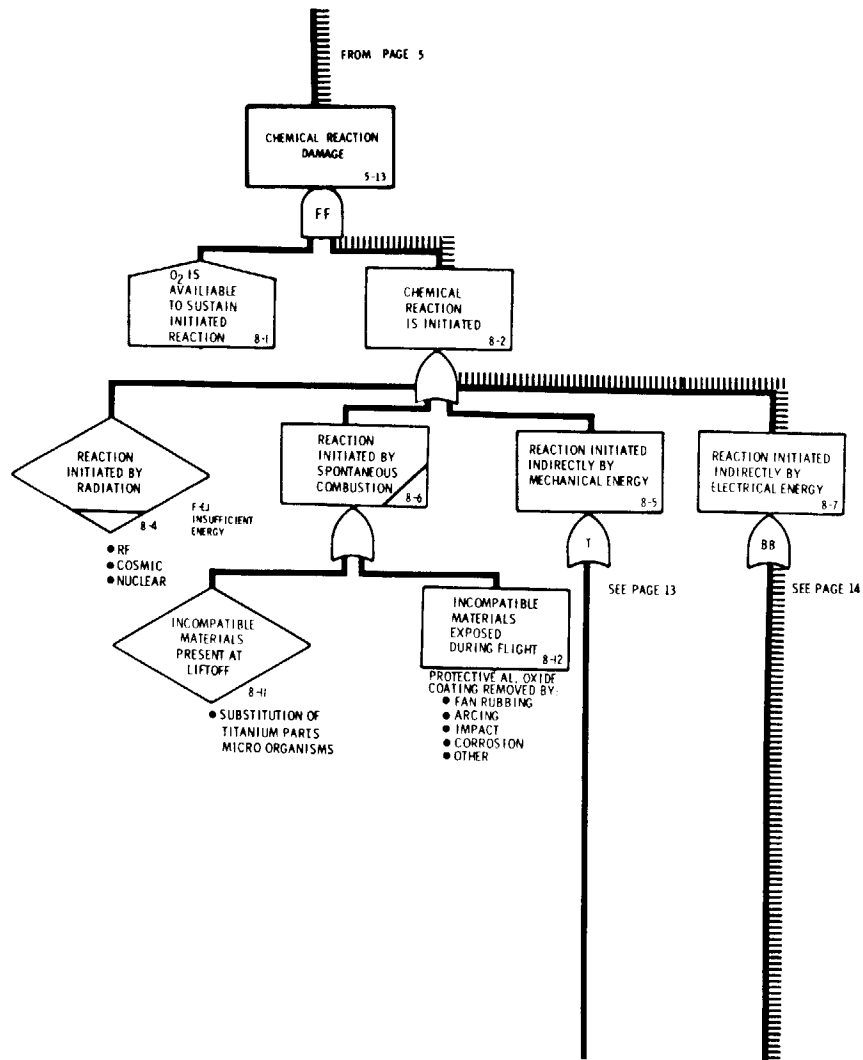 FROM PAGE 5
CHEMICAL REACTION
DAMAGE
5-13
FF
O2 IS
AVAILIABLE
TO SUSTAIN
INITIATED
REACTION
8-1
CHEMICAL
REACTION
IS INITIATED
8-2
REACTION
INITIATED BY
RADIATION
8-4
INSUFFICIENT
ENERGY
● RF
● COSMIC
● NUCLEAR
REACTION
INITIATED BY
SPONTANEOUS
COMBUSTION
8-6
REACTION INITIATED
INDIRECTLY BY
MECHANICAL ENERGY
8-5
REACTION INITIATED
INDIRECTLY BY
ELECTRICAL ENERGY
8-7
BB
SEE PAGE 13
SEE PAGE 14
INCOMPATIBLE
MATERIALS
PRESENT AT
LIFTOFF
8-11
● SUBSTITUTION OF
TITANIUM PARTS
MICRO ORGANISMS
INCOMPATIBLE
MATERIALS
EXPOSED
DURING FLIGHT
8-12
PROTECTIVE AL. OXIDE
COATING REMOVED BY:
● FAN RUBBING
● ARCING
● IMPACT
● CORROSION
● OTHER